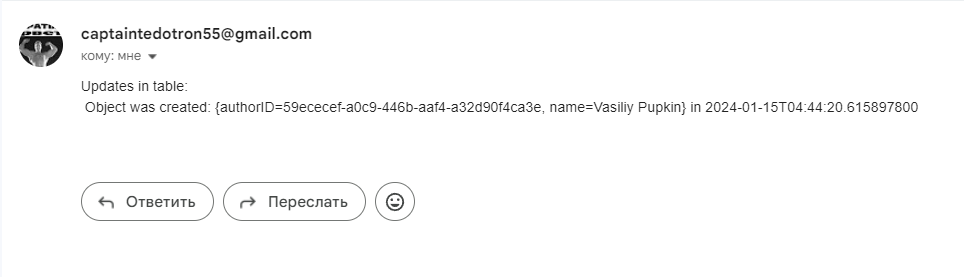 captaintedotron55@gmail.com
кому: мне
Updates in table:
Object was created: {authorID=59ececef-a0c9-446b-aaf4-a32d90f4ca3e, name=Vasiliy Pupkin} in 2024-01-15T04:44:20.615897800
Ответить
Переслать